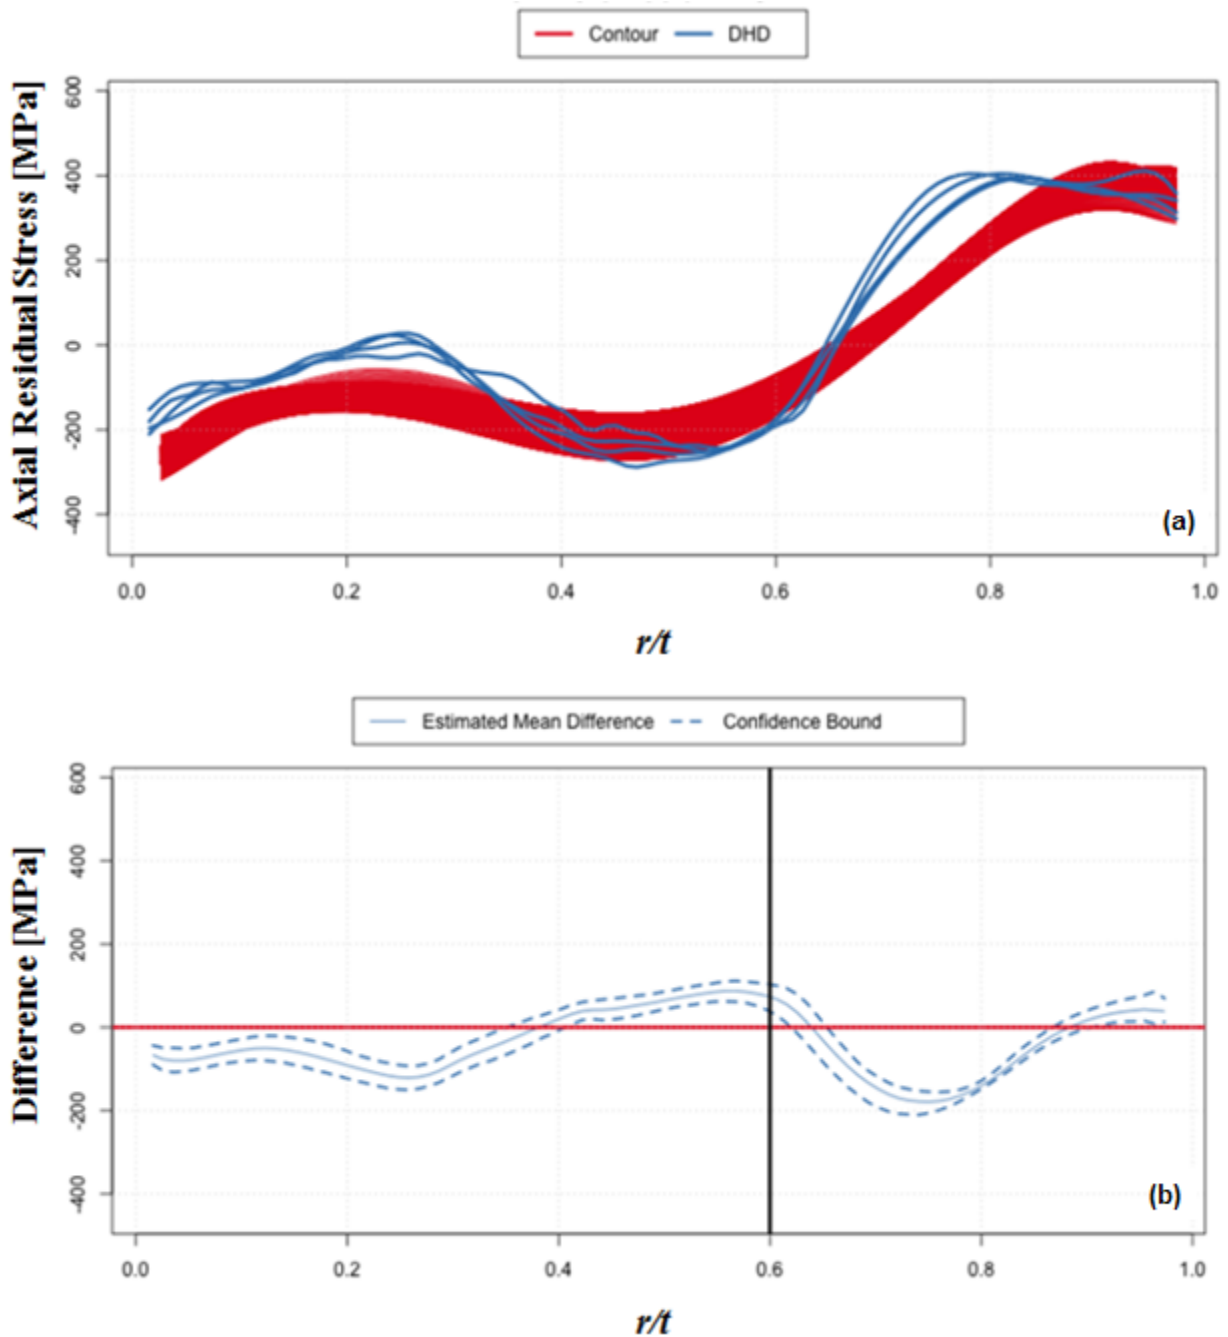 Contour DHD
Axial Residual Stress [MPa]
600
400
200
0
-200
-400
(a)
0.0 0.2 0.4 0.6 0.8 1.0
r/t
Estimated Mean Difference Confidence Bound
Difference [MPa]
600
400
200
0
-200
-400
(b)
0.0 0.2 0.4 0.6 0.8 1.0
r/t